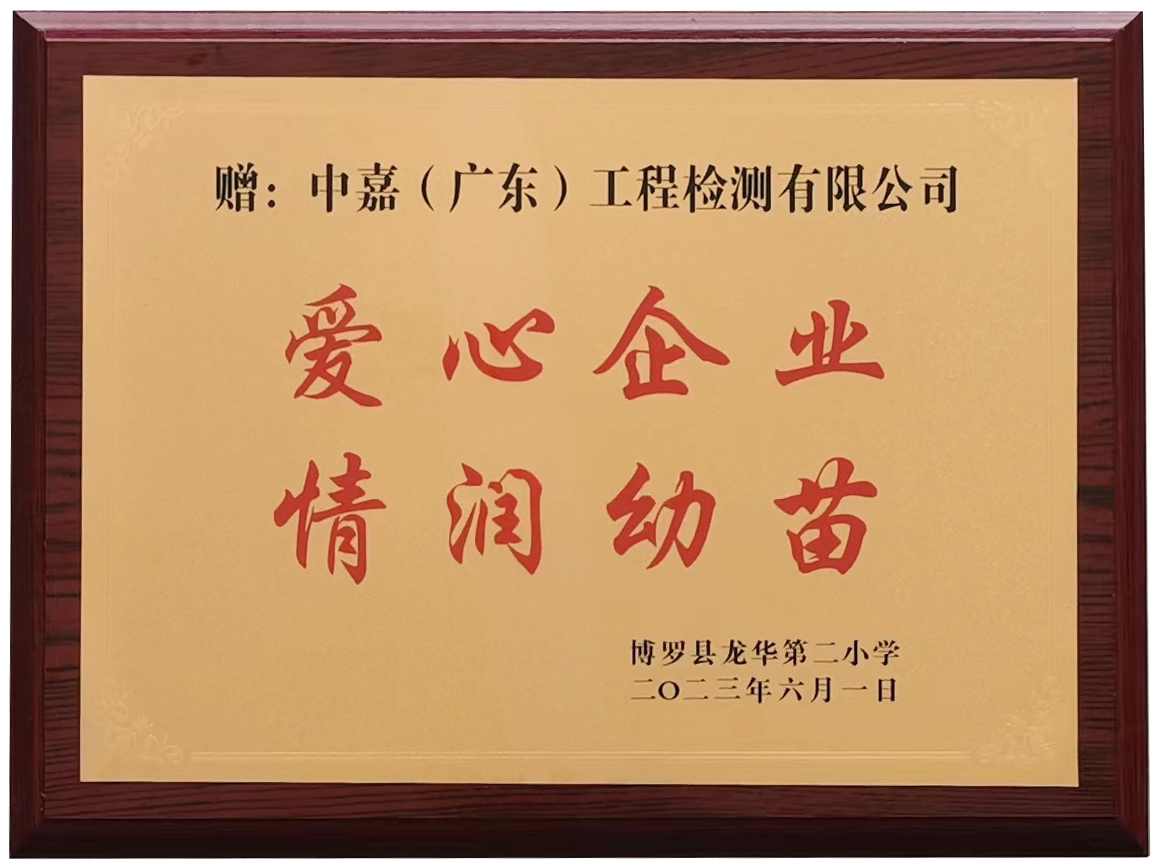 赠：中嘉（广东）工程检测有限公司
爱心企业
情润幼苗
博罗县龙华第二小学
二〇二三年六月一日